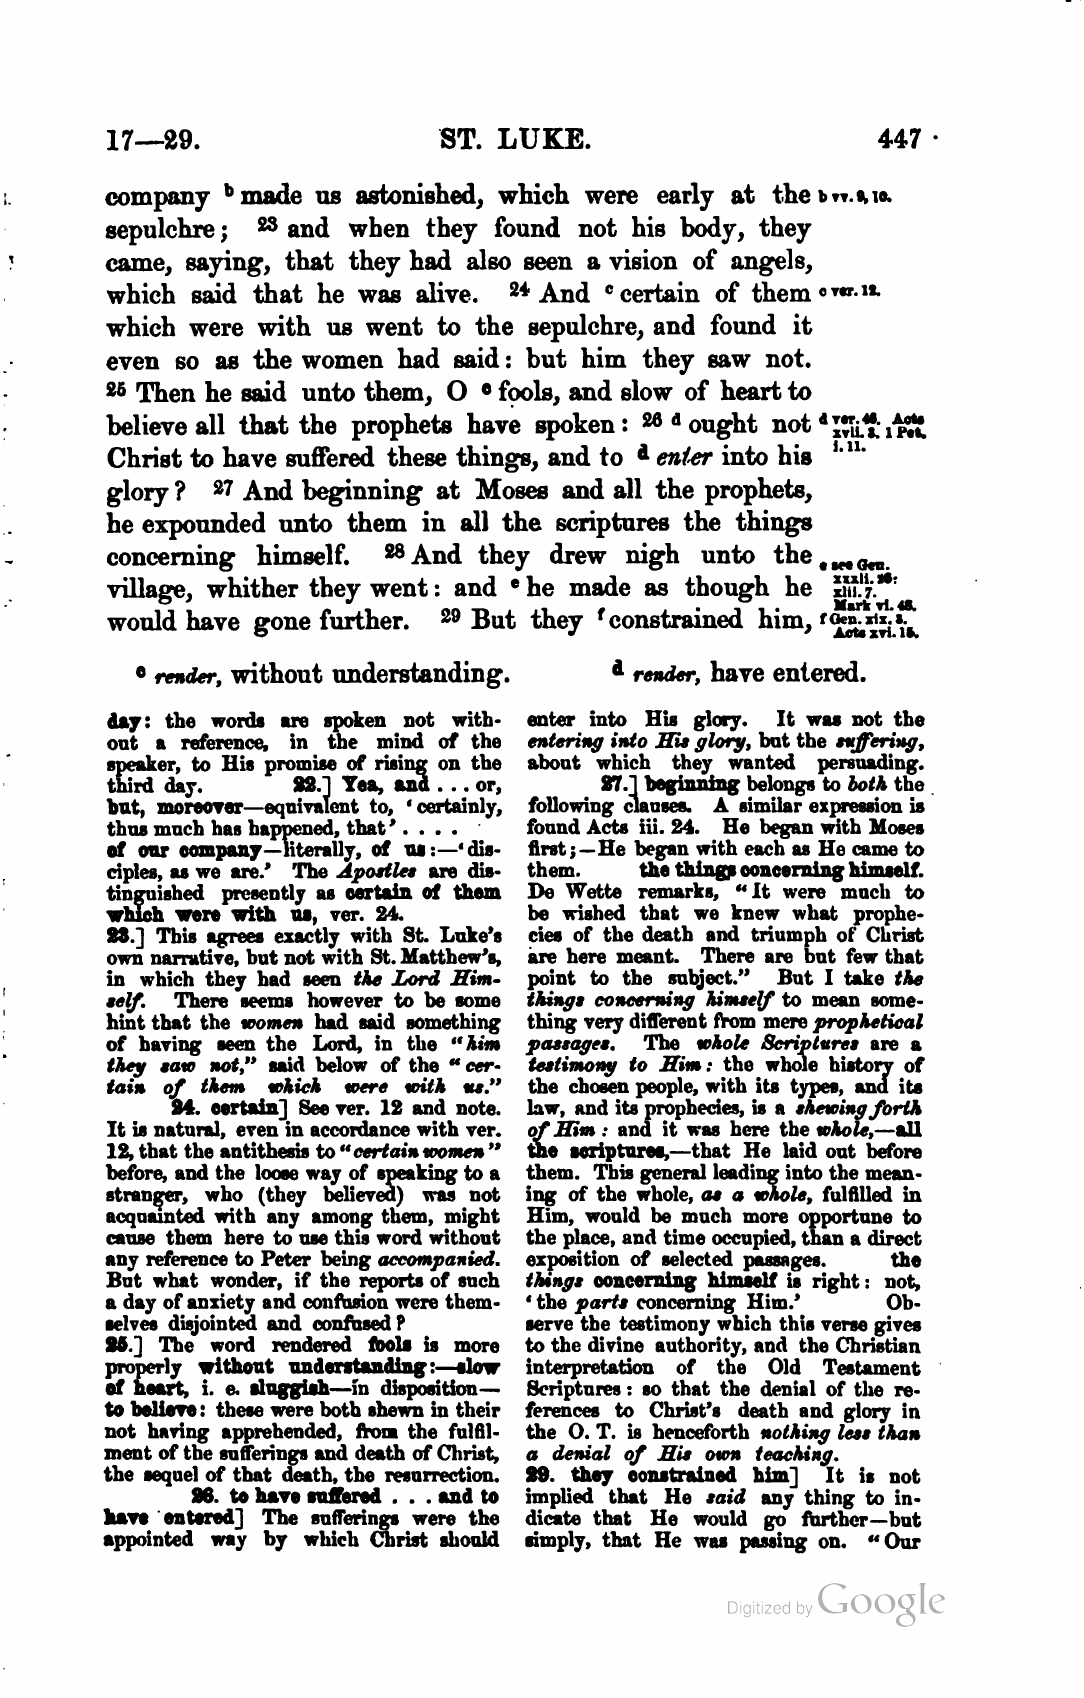 17—29. ST. LUKE. 447
company b made us astonished, which were early at the b vv. 9, 10.
sepulchre; 23 and when they found not his body, they
came, saying, that they had also seen a vision of angels,
which said that he was alive. 24 And c certain of them c ver. 12.
which were with us went to the sepulchre, and found it
even so as the women had said: but him they saw not.
25 Then he said unto them, O c fools, and slow of heart to
believe all that the prophets have spoken: 26 d ought not d ver. 46. Acts
xvii. 3. 1 Pet.
Christ to have suffered these things, and to d enter into his i. 11.
glory? 27 And beginning at Moses and all the prophets,
he expounded unto them in all the scriptures the things
concerning himself. 28 And they drew nigh unto the e see Gen.
xxxii. 26:
village, whither they went: and e he made as though he xlii. 7.
Mark vi. 48.
would have gone further. 29 But they f constrained him, f Gen. xix. 3.
Acts xvi. 15.
c render, without understanding. d render, have entered.
day: the words are spoken not with-
out a reference, in the mind of the
speaker, to His promise of rising on the
third day. 22.] Yea, and . . . or,
but, moreover—equivalent to, ‘certainly,
thus much has happened, that’ . . . .
of our company—literally, of us:—‘dis-
ciples, as we are.’ The Apostles are dis-
tinguished presently as certain of them
which were with us, ver. 24.
23.] This agrees exactly with St. Luke’s
own narrative, but not with St. Matthew’s,
in which they had seen the Lord Him-
self. There seems however to be some
hint that the women had said something
of having seen the Lord, in the “him
they saw not,” said below of the “cer-
tain of them which were with us.”
24. certain] See ver. 12 and note.
It is natural, even in accordance with ver.
12, that the antithesis to “certain women”
before, and the loose way of speaking to a
stranger, who (they believed) was not
acquainted with any among them, might
cause them here to use this word without
any reference to Peter being accompanied.
But what wonder, if the reports of such
a day of anxiety and confusion were them-
selves disjointed and confused?
25.] The word rendered fools is more
properly without understanding:—slow
of heart, i. e. sluggish—in disposition—
to believe: these were both shewn in their
not having apprehended, from the fulfil-
ment of the sufferings and death of Christ,
the sequel of that death, the resurrection.
26. to have suffered . . . and to
have entered] The sufferings were the
appointed way by which Christ should
enter into His glory. It was not the
entering into His glory, but the suffering,
about which they wanted persuading.
27.] beginning belongs to both the
following clauses. A similar expression is
found Acts iii. 24. He began with Moses
first;—He began with each as He came to
them. the things concerning himself.
De Wette remarks, “It were much to
be wished that we knew what prophe-
cies of the death and triumph of Christ
are here meant. There are but few that
point to the subject.” But I take the
things concerning himself to mean some-
thing very different from mere prophetical
passages. The whole Scriptures are a
testimony to Him: the whole history of
the chosen people, with its types, and its
law, and its prophecies, is a shewing forth
of Him: and it was here the whole,—all
the scriptures,—that He laid out before
them. This general leading into the mean-
ing of the whole, as a whole, fulfilled in
Him, would be much more opportune to
the place, and time occupied, than a direct
exposition of selected passages. the
things concerning himself is right: not,
‘the parts concerning Him.’ Ob-
serve the testimony which this verse gives
to the divine authority, and the Christian
interpretation of the Old Testament
Scriptures: so that the denial of the re-
ferences to Christ’s death and glory in
the O. T. is henceforth nothing less than
a denial of His own teaching.
29. they constrained him] It is not
implied that He said any thing to in-
dicate that He would go further—but
simply, that He was passing on. “Our
Digitized by Google